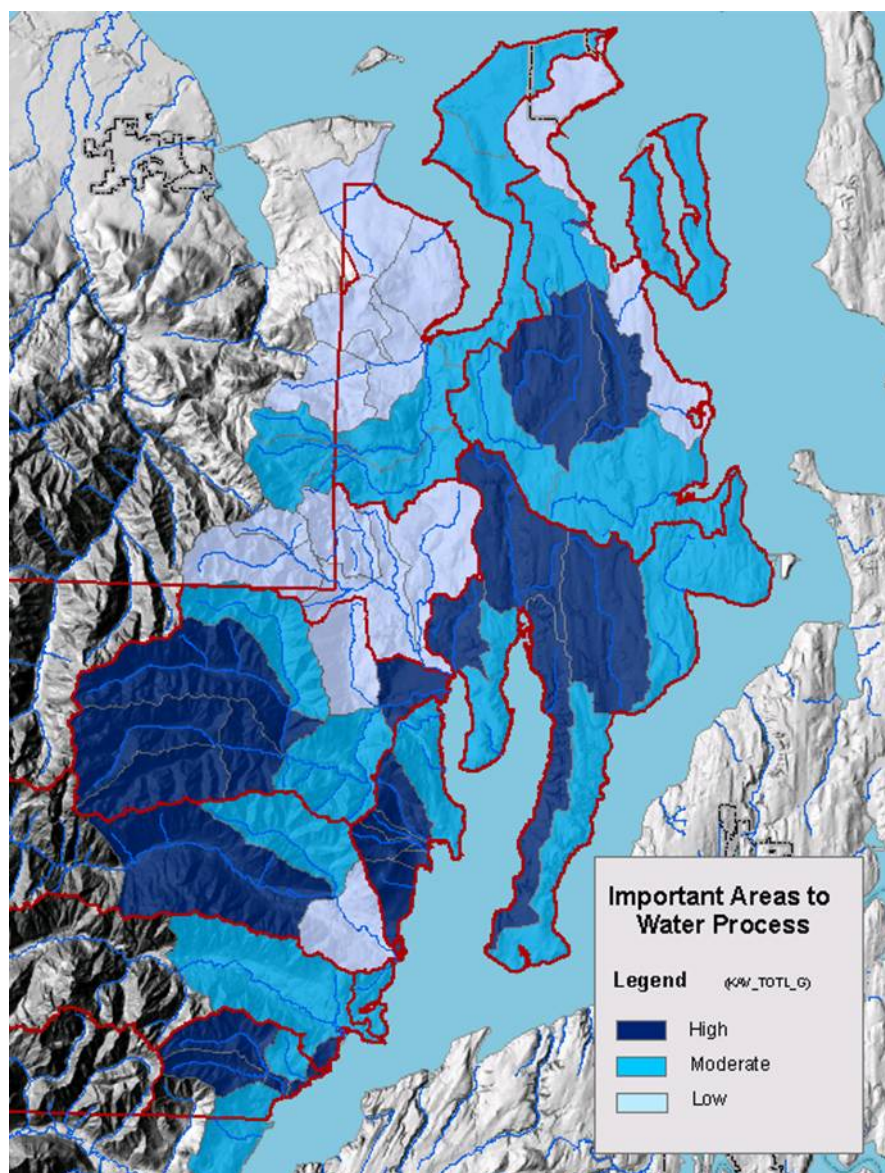 Important Areas to
Water Process
Legend (KAV_TOTL_G)
High
Moderate
Low